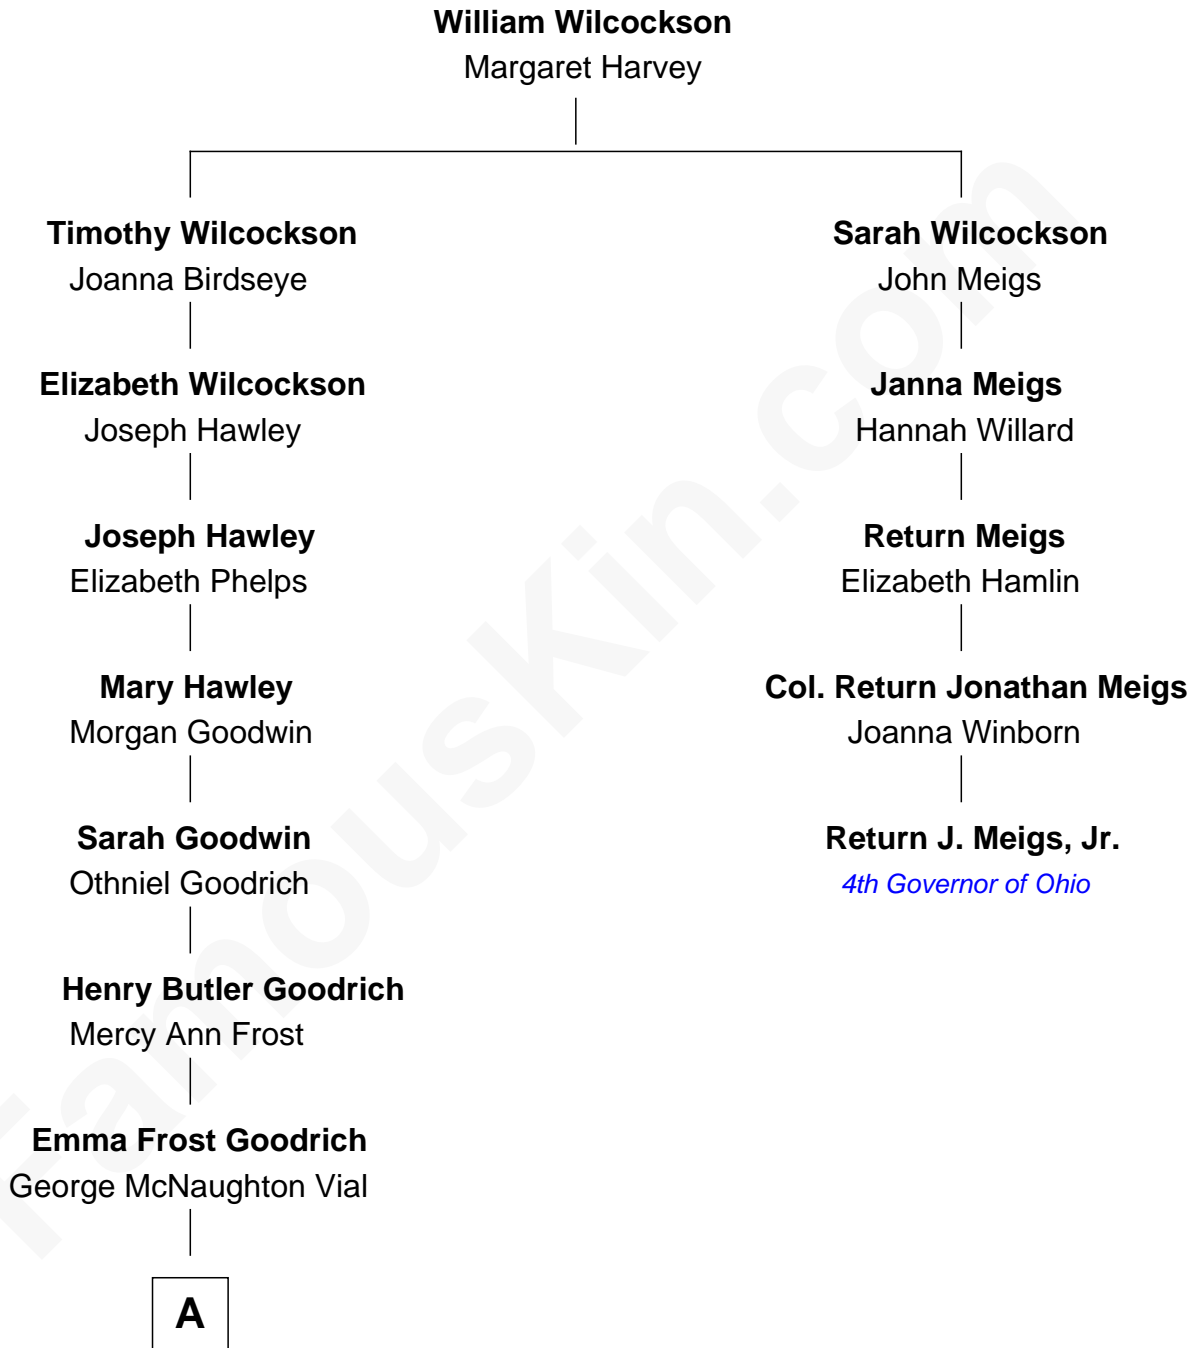 William Wilcockson
Margaret Harvey
Timothy Wilcockson
Joanna Birdseye
Sarah Wilcockson
John Meigs
Elizabeth Wilcockson
Joseph Hawley
Janna Meigs
Hannah Willard
Joseph Hawley
Elizabeth Phelps
Return Meigs
Elizabeth Hamlin
Mary Hawley
Morgan Goodwin
Col. Return Jonathan Meigs
Joanna Winborn
Sarah Goodwin
Othniel Goodrich
Return J. Meigs, Jr.
4th Governor of Ohio
Henry Butler Goodrich
Mercy Ann Frost
Emma Frost Goodrich
George McNaughton Vial
A
FamousKin.com